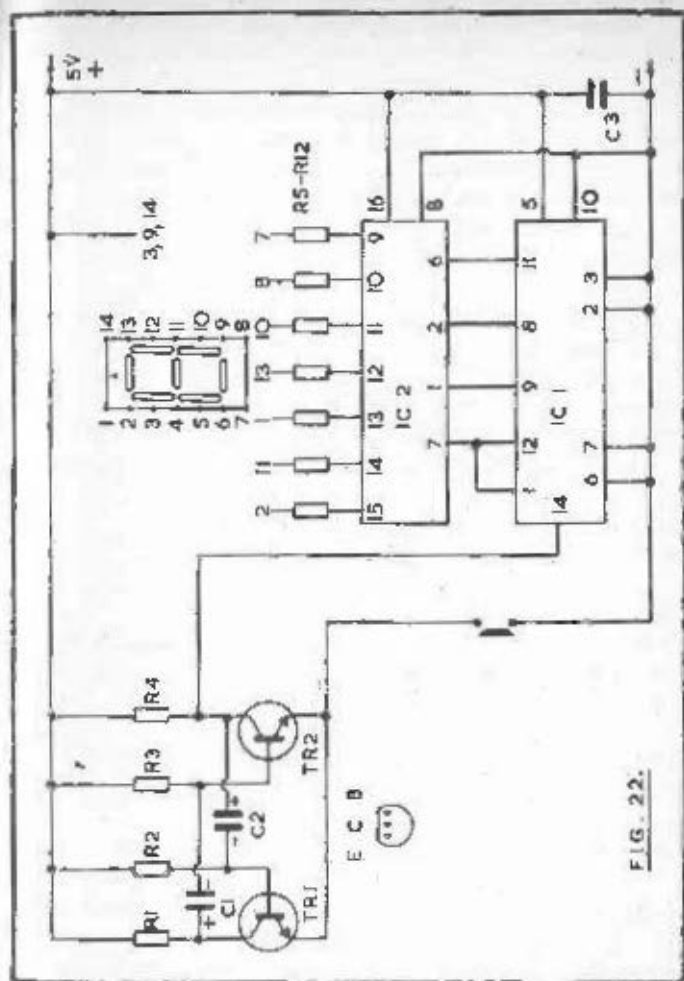 5V
+
1 14
2 13
3 12
4 11
5 10
6 9
7 8
R1 R2 R3 R4
3, 9, 14
C1
C2
2 11 1 13 10 8 7
R5-R12
TR1 TR2
E C B
15 14 13 12 11 10 9 16
IC 2
8
7 1 2 6
1 12 9 8 11 5
14
IC 1
10
6 7 2 3
C3
FIG. 22.